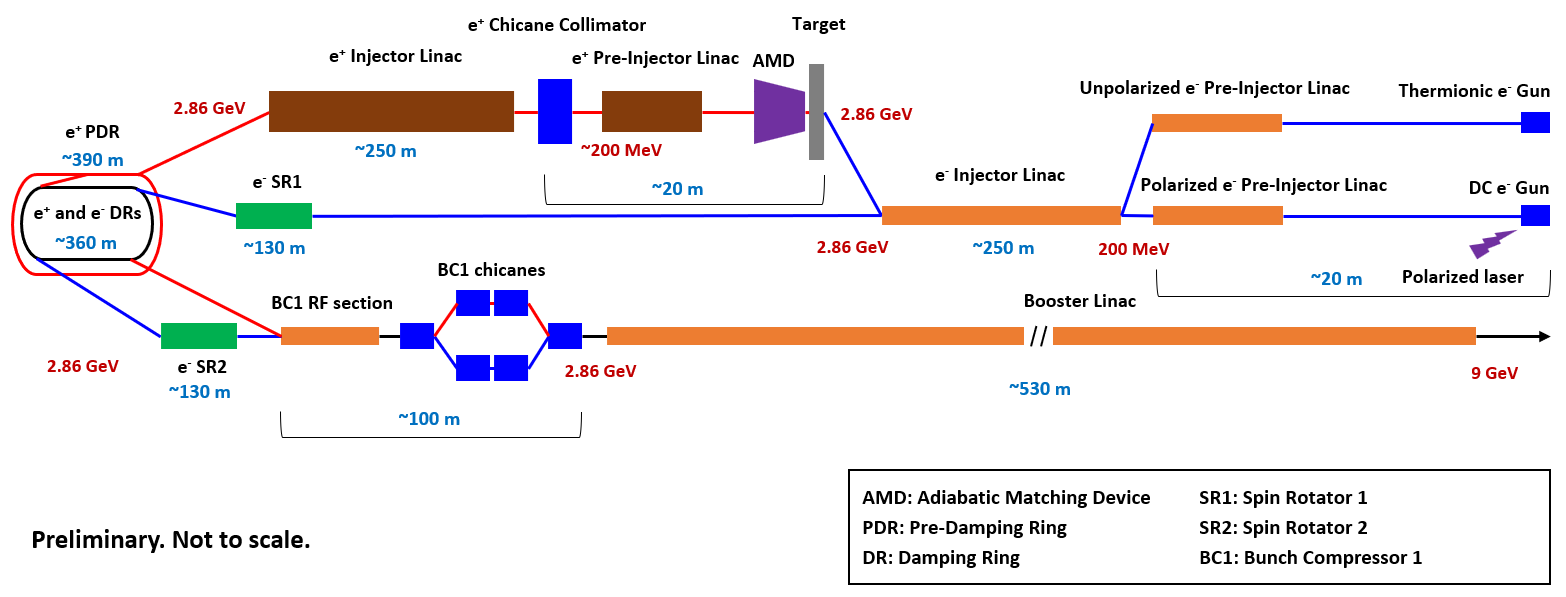 e⁺ Chicane Collimator
Target
e⁺ Injector Linac
e⁺ Pre-Injector Linac
AMD
2.86 GeV
~250 m
~200 MeV
2.86 GeV
~20 m
Unpolarized e⁻ Pre-Injector Linac
Thermionic e⁻ Gun
e⁺ PDR
~390 m
e⁺ and e⁻ DRs
~360 m
e⁻ SR1
~130 m
e⁻ Injector Linac
2.86 GeV
~250 m
200 MeV
Polarized e⁻ Pre-Injector Linac
DC e⁻ Gun
Polarized laser
~20 m
BC1 chicanes
BC1 RF section
Booster Linac
//
2.86 GeV
e⁻ SR2
~130 m
2.86 GeV
~100 m
~530 m
9 GeV
AMD: Adiabatic Matching Device
PDR: Pre-Damping Ring
DR: Damping Ring
SR1: Spin Rotator 1
SR2: Spin Rotator 2
BC1: Bunch Compressor 1
Preliminary. Not to scale.